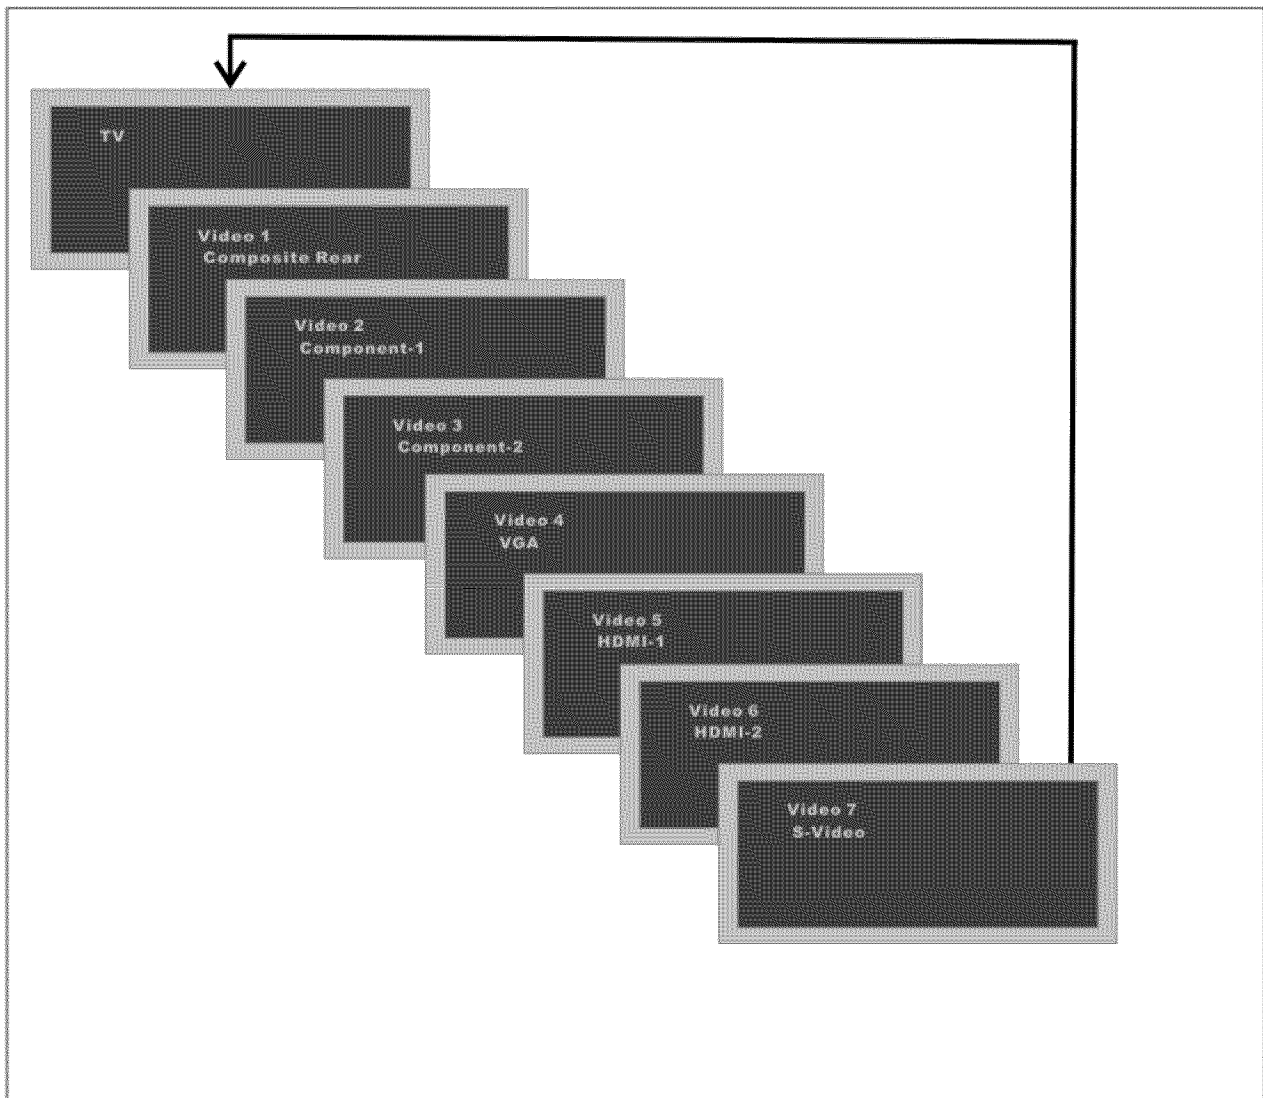 TV
Video 1
Composite Rear
Video 2
Component-1
Video 3
Component-2
Video 4
VGA
Video 5
HDMI-1
Video 6
HDMI-2
Video 7
S-Video